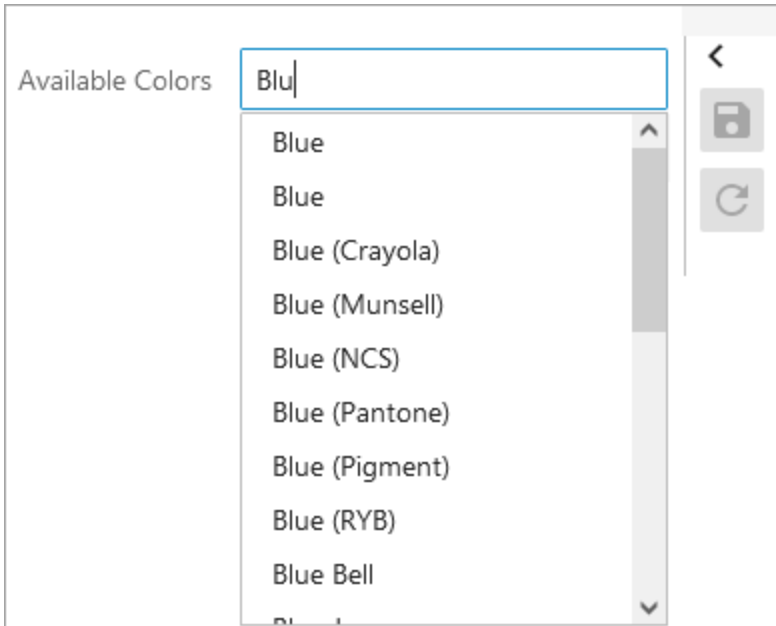 Available Colors
Blu
Blue
Blue
Blue (Crayola)
Blue (Munsell)
Blue (NCS)
Blue (Pantone)
Blue (Pigment)
Blue (RYB)
Blue Bell